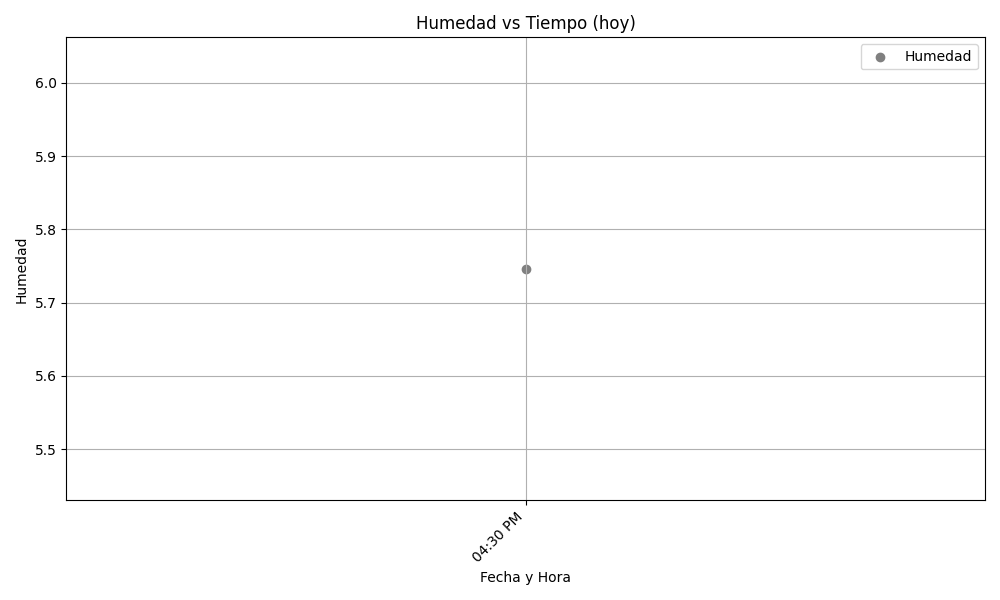 Humedad vs Tiempo (hoy)
Humedad
6.0
5.9
5.8
5.7
5.6
5.5
Humedad
04:30 PM
Fecha y Hora